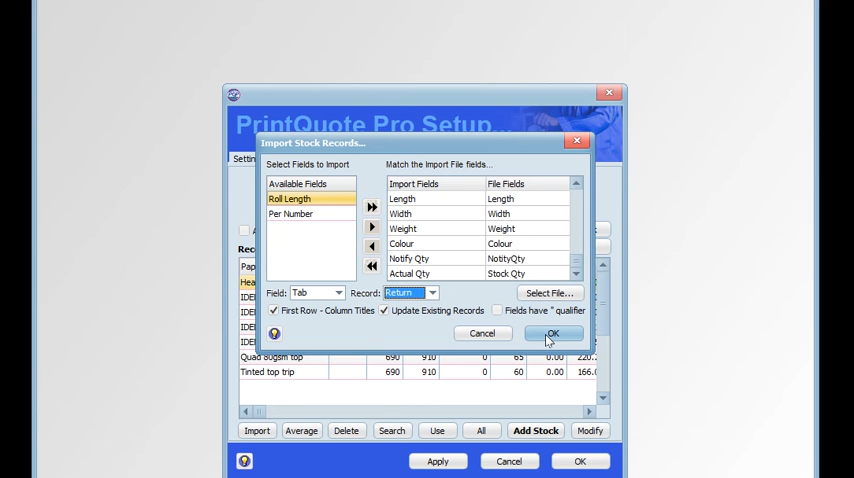 PrintQuote Pro Setup...
Import Stock Records...
Select Fields to Import
Match the Import File fields...
Available Fields
Roll Length
Per Number
Import Fields File Fields
Length Length
Width Width
Weight Weight
Colour Colour
Notify Qty NotityQty
Actual Qty Stock Qty
Field: Tab Record: Return Select File...
First Row - Column Titles Update Existing Records Fields have " qualifier
Cancel OK
Quad 80gsm top 690 910 0 65 0.00
Tinted top trip 690 910 0 60 0.00 166.
Import Average Delete Search Use All Add Stock Modify
Apply Cancel OK